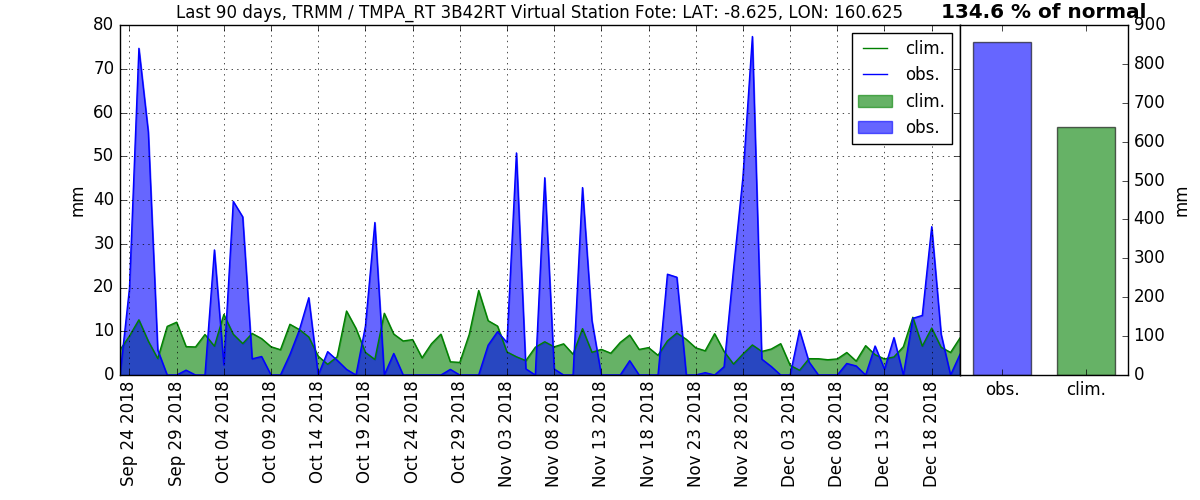 Last 90 days, TRMM / TMPA_RT 3B42RT Virtual Station Fote: LAT: -8.625, LON: 160.625
134.6 % of normal
mm
80
70
60
50
40
30
20
10
0
clim.
obs.
clim.
obs.
Sep 24 2018
Sep 29 2018
Oct 04 2018
Oct 09 2018
Oct 14 2018
Oct 19 2018
Oct 24 2018
Oct 29 2018
Nov 03 2018
Nov 08 2018
Nov 13 2018
Nov 18 2018
Nov 23 2018
Nov 28 2018
Dec 03 2018
Dec 08 2018
Dec 13 2018
Dec 18 2018
900
800
700
600
500
400
300
200
100
0
mm
obs.
clim.